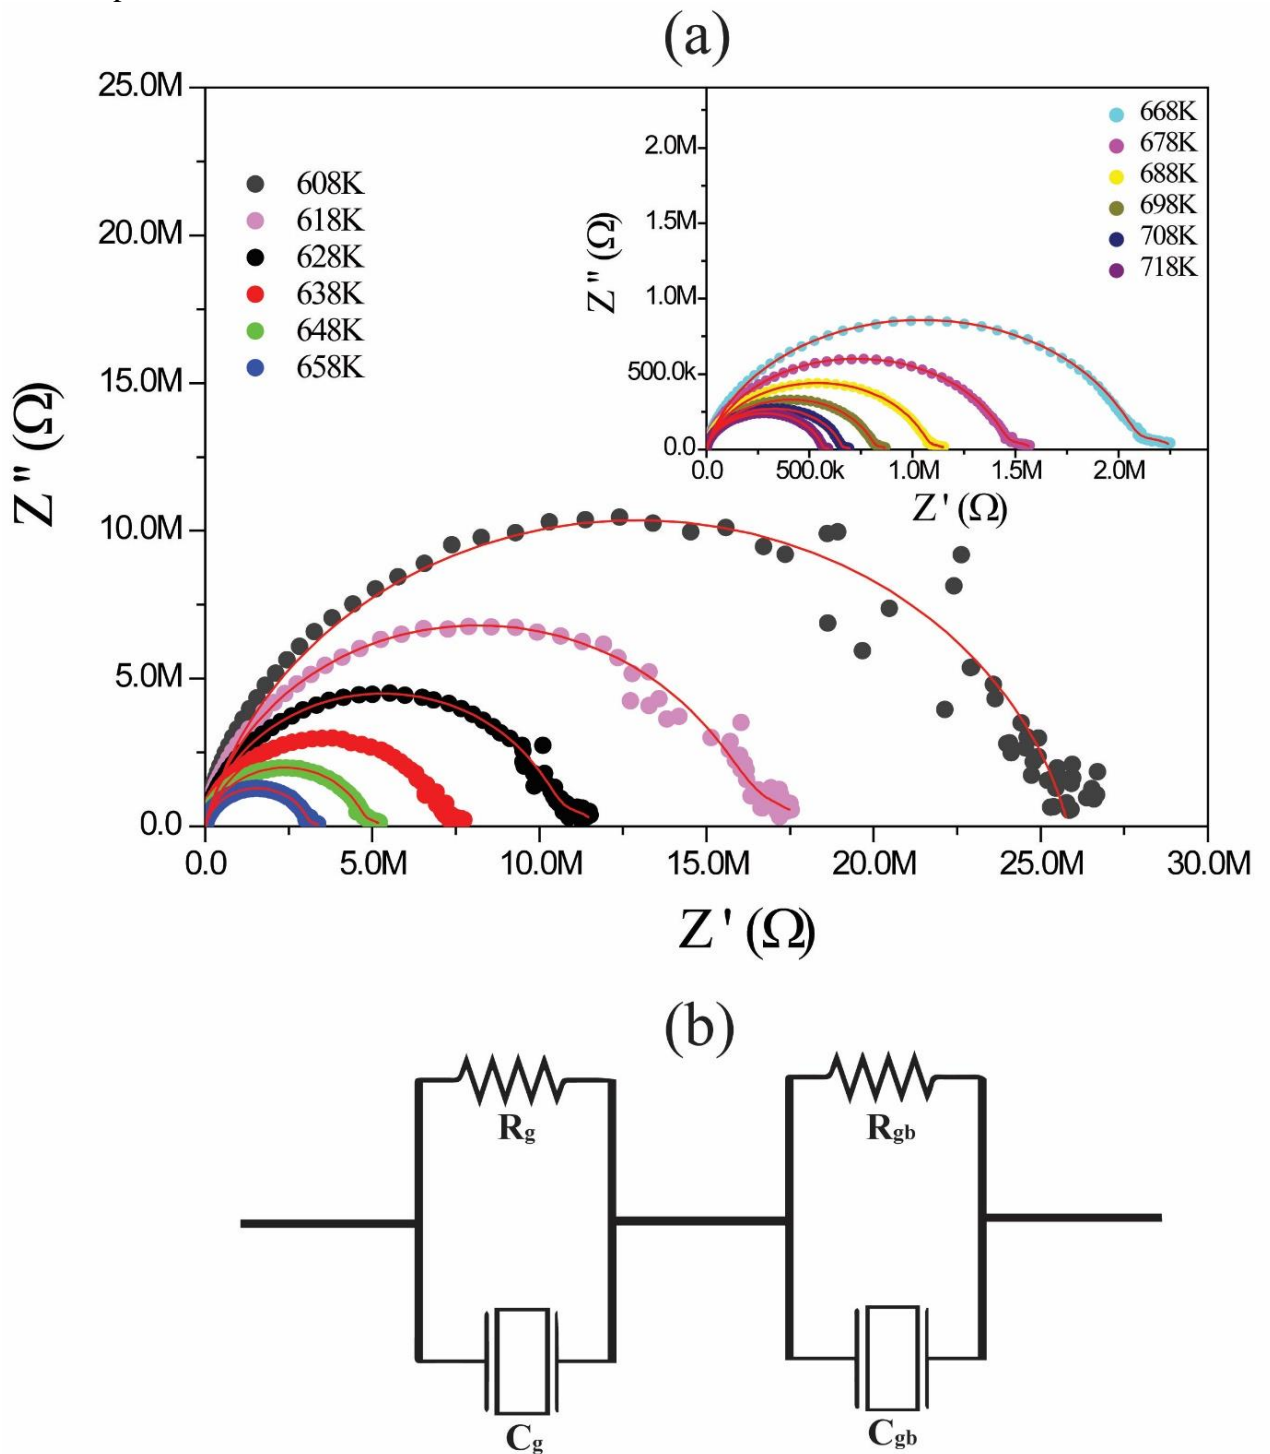 (a)
25.0M
20.0M
15.0M
10.0M
5.0M
0.0
Z" (Ω)
608K
618K
628K
638K
648K
658K
2.0M
1.5M
1.0M
500.0k
0.0
Z" (Ω)
668K
678K
688K
698K
708K
718K
0.0 500.0k 1.0M 1.5M 2.0M
Z' (Ω)
0.0 5.0M 10.0M 15.0M 20.0M 25.0M 30.0M
Z' (Ω)
(b)
Rg Rgb
Cg Cgb